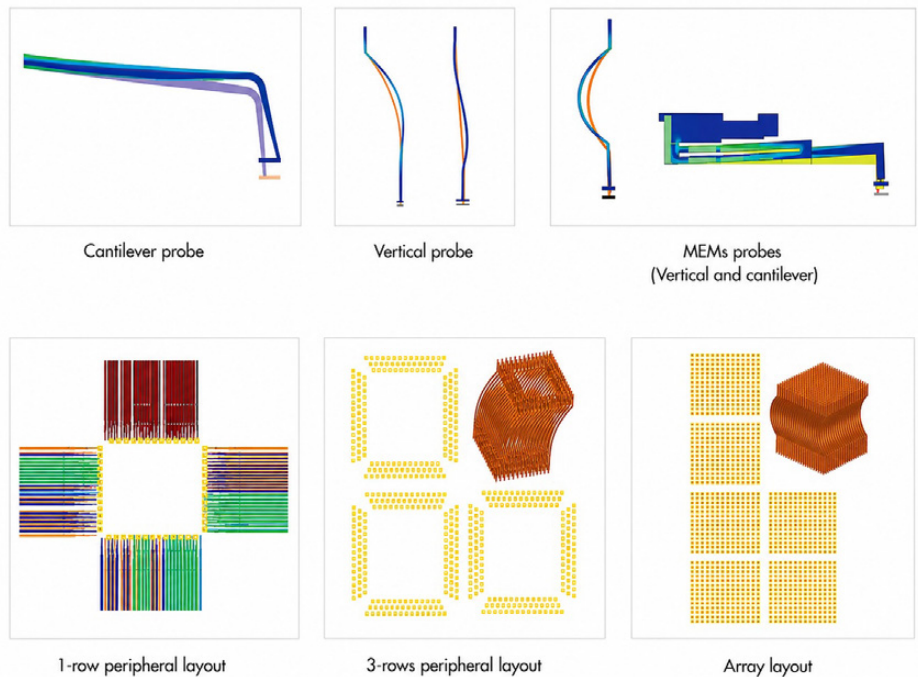 Cantilever probe
Vertical probe
MEMs probes
(Vertical and cantilever)
1-row peripheral layout
3-rows peripheral layout
Array layout